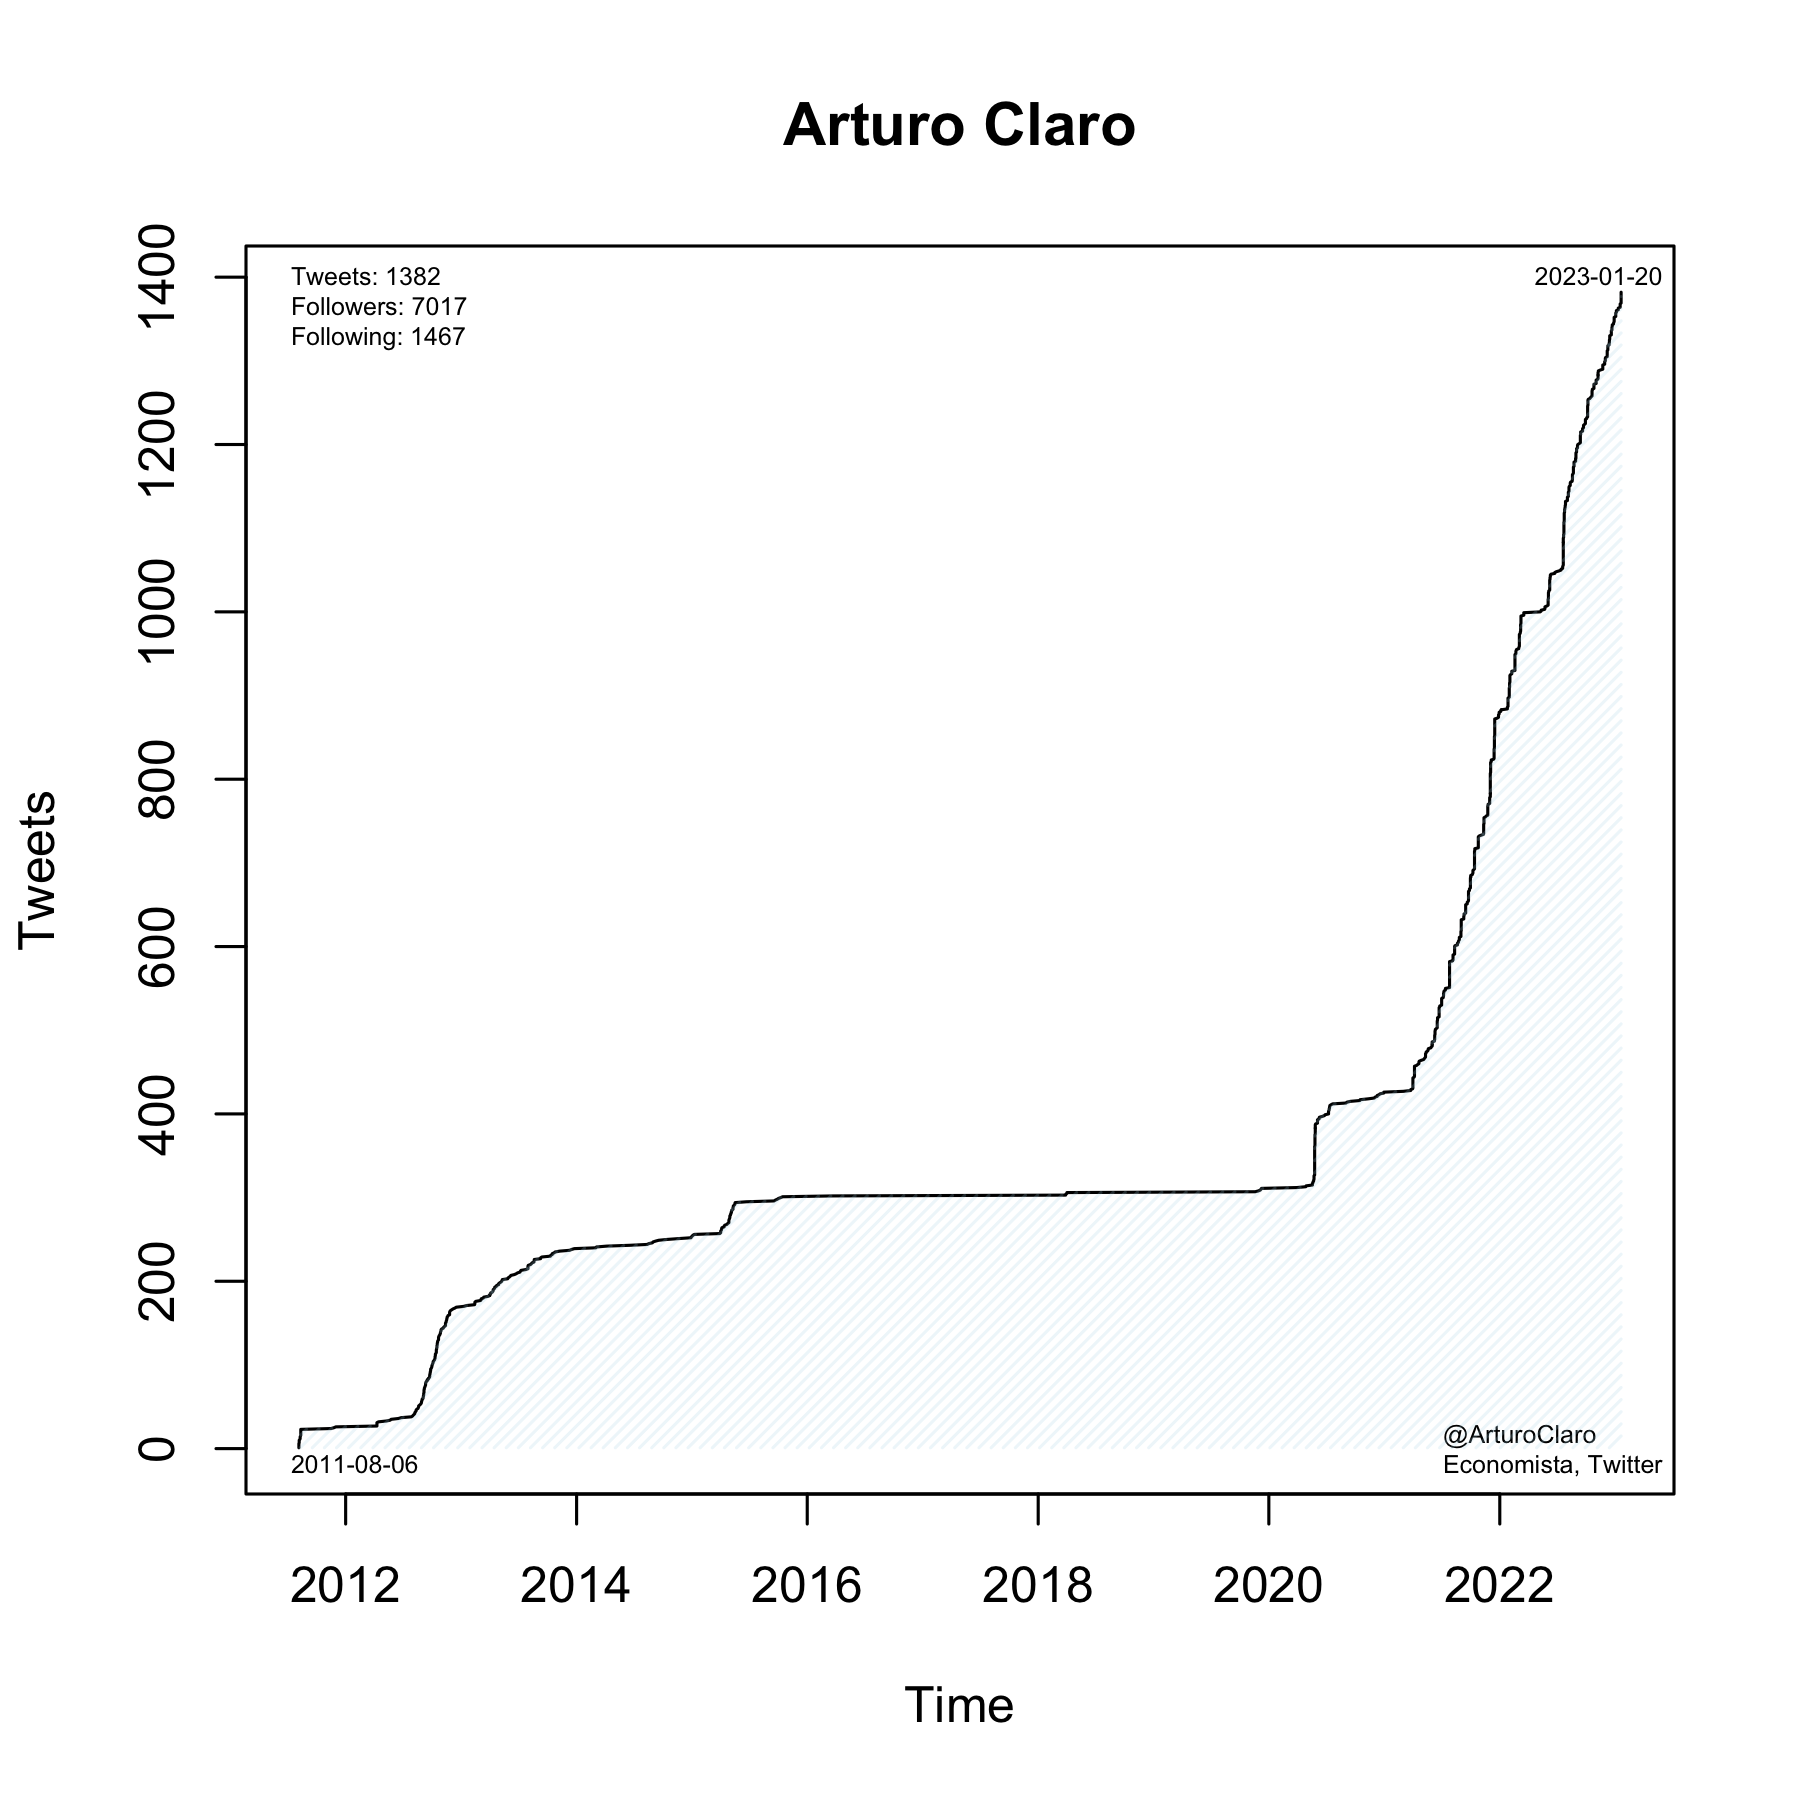 Arturo Claro
Tweets: 1382
Followers: 7017
Following: 1467
2023-01-20
1400
1200
1000
800
600
400
200
0
Tweets
@ArturoClaro
Economista, Twitter
2011-08-06
2012
2014
2016
2018
2020
2022
Time